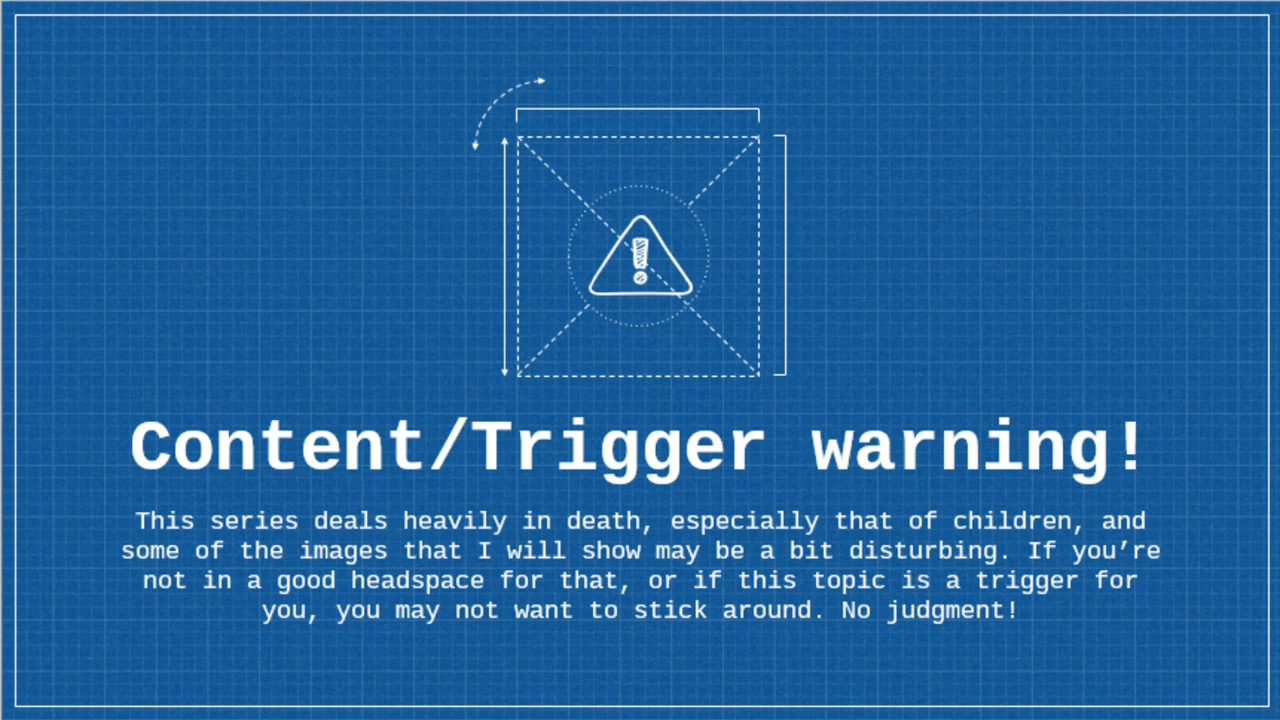 Content/Trigger warning!
This series deals heavily in death, especially that of children, and
some of the images that I will show may be a bit disturbing. If you’re
not in a good headspace for that, or if this topic is a trigger for
you, you may not want to stick around. No judgment!